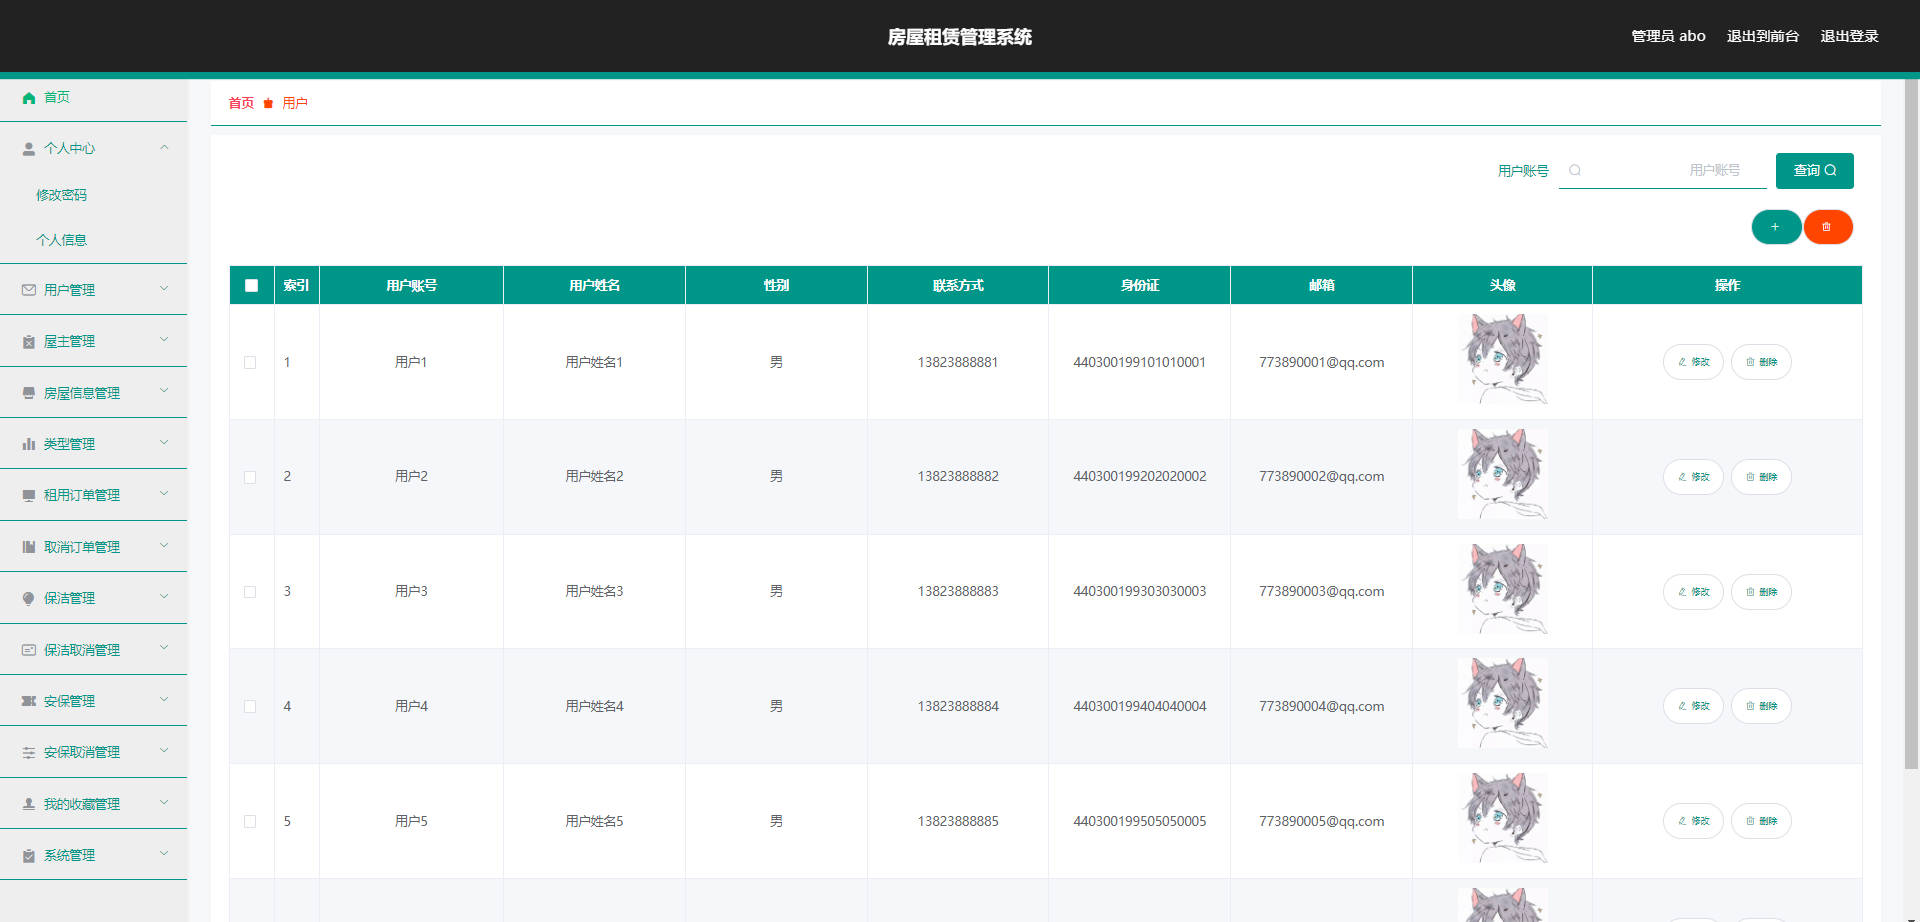 房屋租赁管理系统
管理员 abo 退出到前台 退出登录
首页
个人中心
修改密码
个人信息
用户管理
屋主管理
房屋信息管理
类型管理
租用订单管理
取消订单管理
保洁管理
保洁取消管理
安保管理
安保取消管理
我的收藏管理
系统管理
首页 用户
用户账号 用户账号 查询
+
索引 用户账号 用户姓名 性别 联系方式 身份证 邮箱 头像 操作
1 用户1 用户姓名1 男 13823888881 440300199101010001 773890001@qq.com 修改 删除
2 用户2 用户姓名2 男 13823888882 440300199202020002 773890002@qq.com 修改 删除
3 用户3 用户姓名3 男 13823888883 440300199303030003 773890003@qq.com 修改 删除
4 用户4 用户姓名4 男 13823888884 440300199404040004 773890004@qq.com 修改 删除
5 用户5 用户姓名5 男 13823888885 440300199505050005 773890005@qq.com 修改 删除